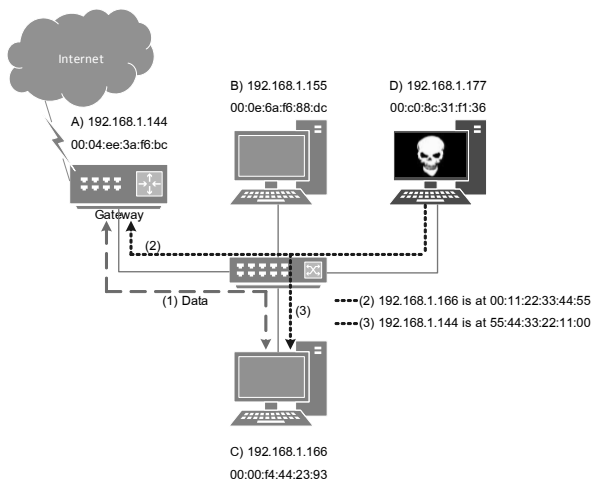 Internet
A) 192.168.1.144
00:04:ee:3a:f6:bc
B) 192.168.1.155
00:0e:6a:f6:88:dc
D) 192.168.1.177
00:c0:8c:31:f1:36
Gateway
(2)
(1) Data
(3)
(2) 192.168.1.166 is at 00:11:22:33:44:55
(3) 192.168.1.144 is at 55:44:33:22:11:00
C) 192.168.1.166
00:00:f4:44:23:93